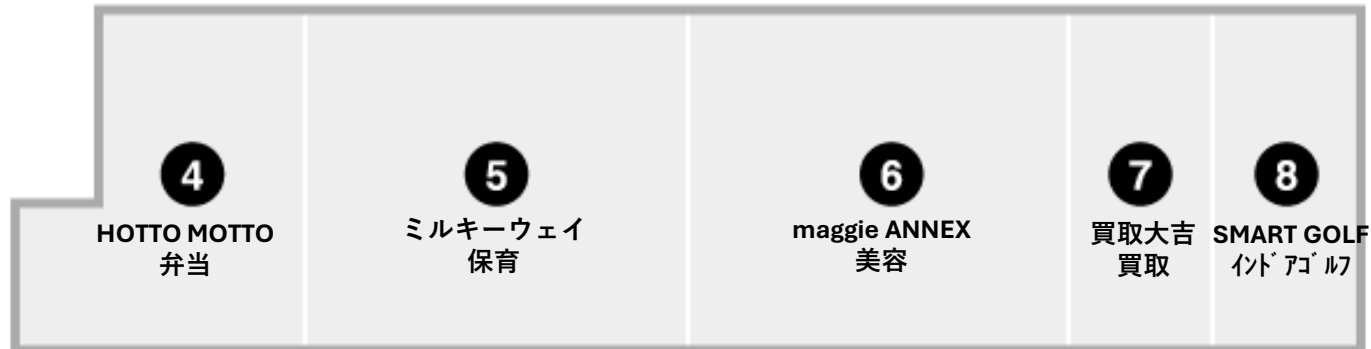 4
HOTTO MOTTO
弁当
5
ミルキーウェイ
保育
6
maggie ANNEX
美容
7
買取大吉
買取
8
SMART GOLF
ｲﾝﾄﾞｱｺﾞﾙﾌ